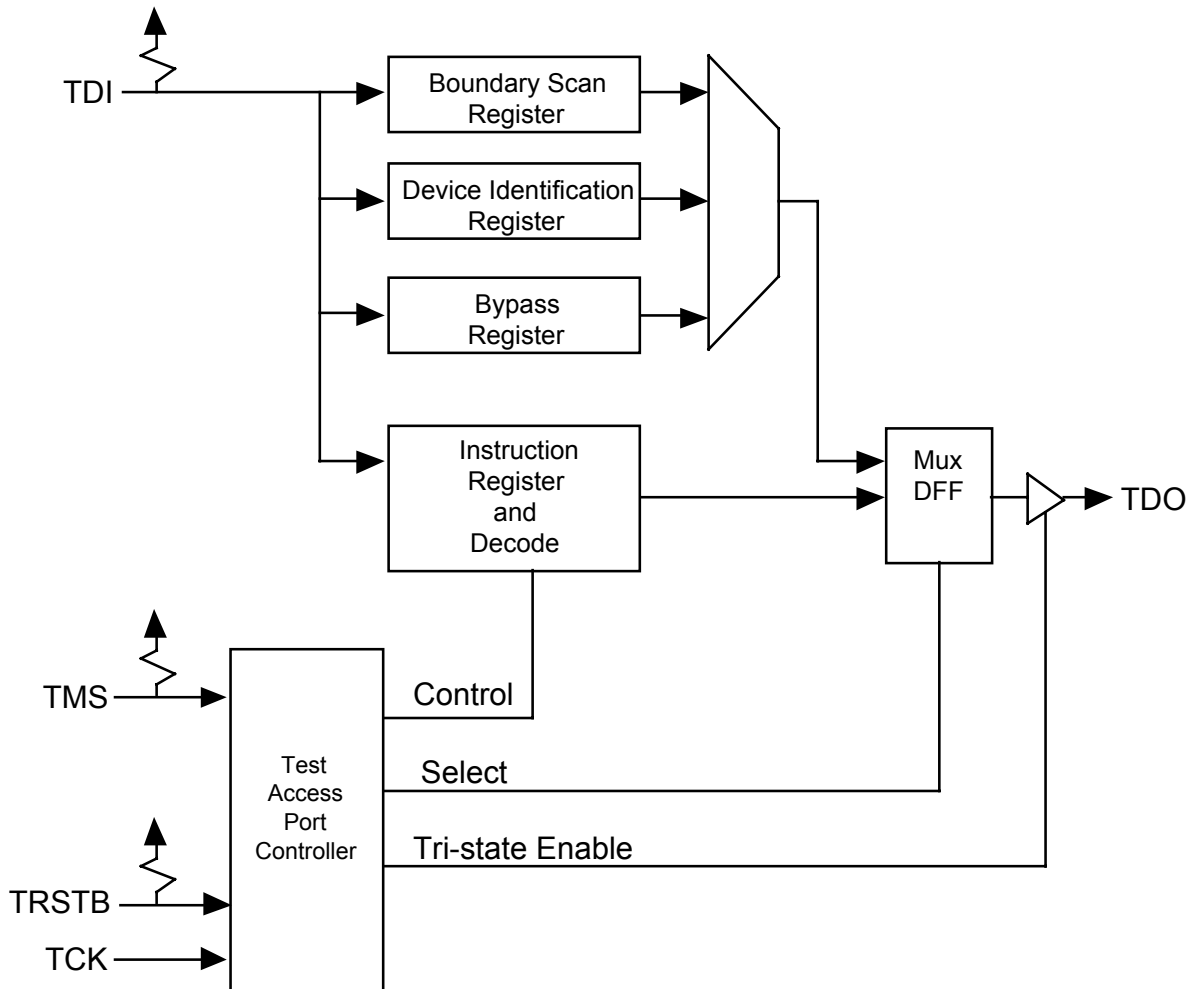 TDI
Boundary Scan
Register
Device Identification
Register
Bypass
Register
Instruction
Register
and
Decode
Mux
DFF
TDO
TMS
Control
Select
Tri-state Enable
Test
Access
Port
Controller
TRSTB
TCK